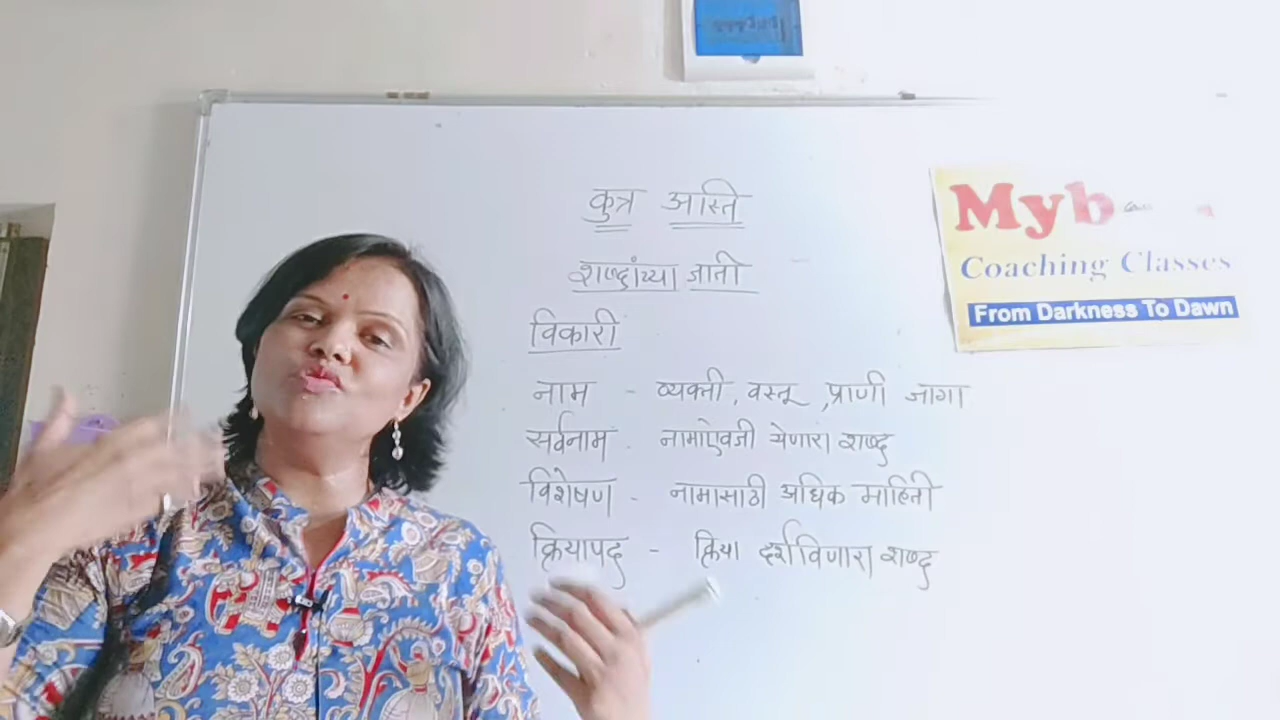 कुत्र अस्ति
शब्दांच्या जाती
विकारी
नाम - व्यक्ती, वस्तू, प्राणी जागा
सर्वनाम - नामाऐवजी येणारा शब्द
विशेषण - नामासाठी अधिक माहिती
क्रियापद - क्रिया दर्शविणारा शब्द
Myb
Coaching Classes
From Darkness To Dawn